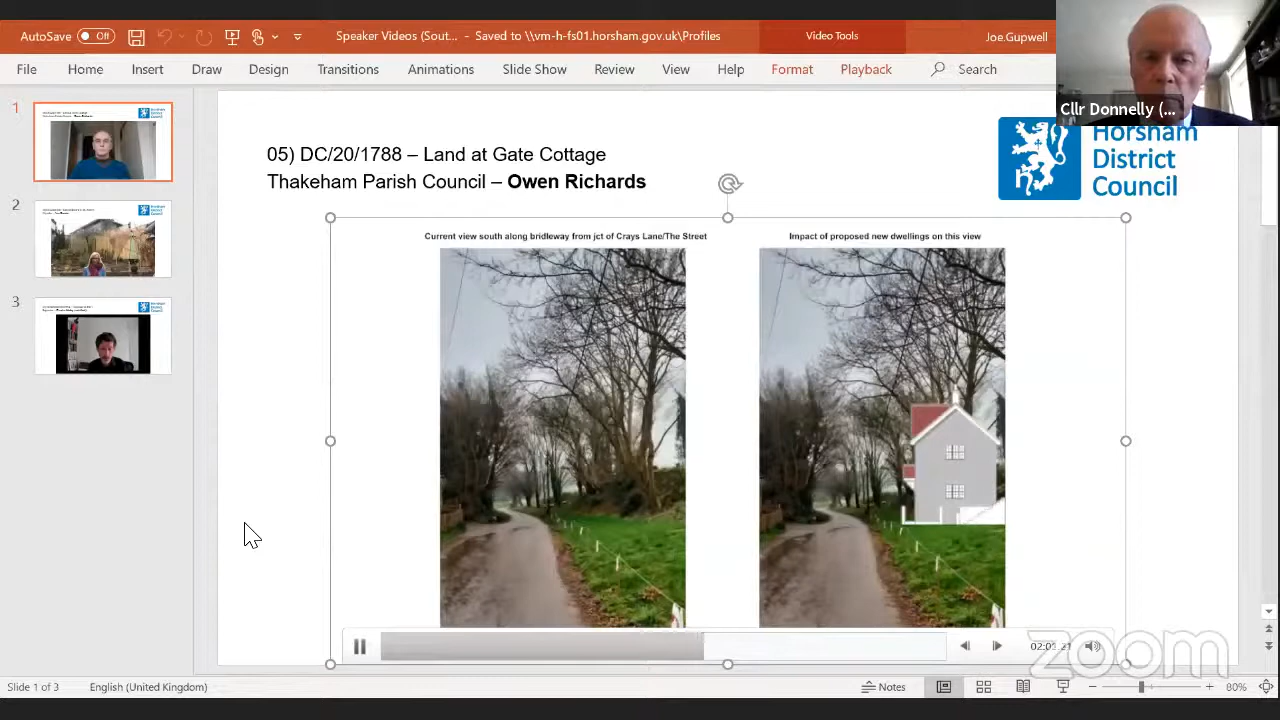 AutoSave Off Speaker Videos (Sout... - Saved to \\vm-h-fs01.horsham.gov.uk\Profiles Video Tools Joe.Gupwell
File Home Insert Draw Design Transitions Animations Slide Show Review View Help Format Playback Search
Cllr Donnelly (...
1
2
3
05) DC/20/1788 – Land at Gate Cottage
Thakeham Parish Council – Owen Richards
Horsham
District
Council
Current view south along bridleway from jct of Crays Lane/The Street
Impact of proposed new dwellings on this view
02:03.21
zoom
Slide 1 of 3 English (United Kingdom) Notes 80%